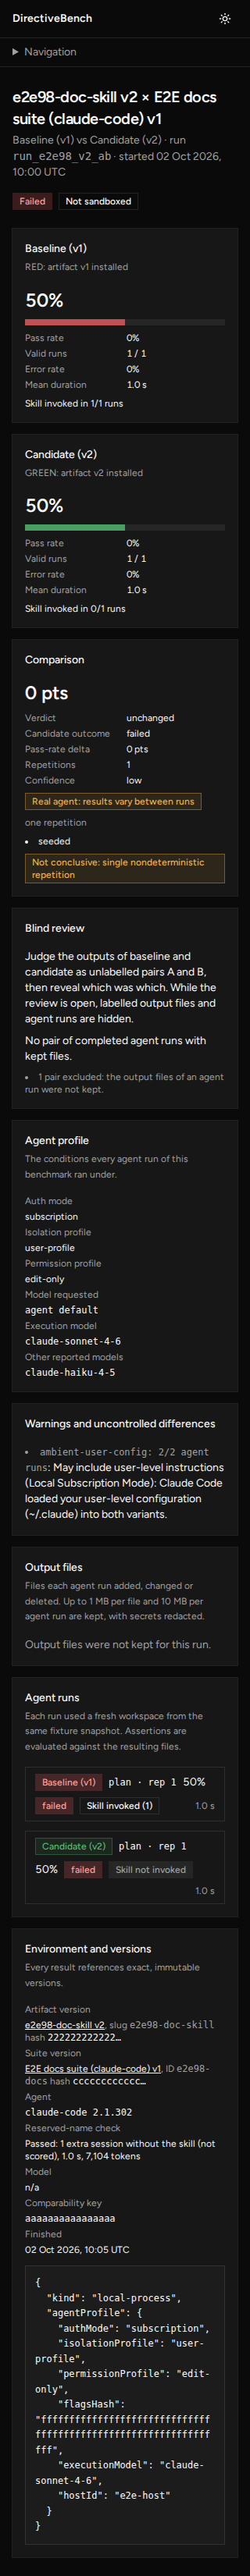 DirectiveBench
Navigation
e2e98-doc-skill v2 × E2E docs
suite (claude-code) v1
Baseline (v1) vs Candidate (v2) · run
run_e2e98_v2_ab · started 02 Oct 2026,
10:00 UTC
Failed Not sandboxed
Baseline (v1)
RED: artifact v1 installed
50%
Pass rate 0%
Valid runs 1 / 1
Error rate 0%
Mean duration 1.0 s
Skill invoked in 1/1 runs
Candidate (v2)
GREEN: artifact v2 installed
50%
Pass rate 0%
Valid runs 1 / 1
Error rate 0%
Mean duration 1.0 s
Skill invoked in 0/1 runs
Comparison
0 pts
Verdict unchanged
Candidate outcome failed
Pass-rate delta 0 pts
Repetitions 1
Confidence low
Real agent: results vary between runs
one repetition
• seeded
Not conclusive: single nondeterministic
repetition
Blind review
Judge the outputs of baseline and
candidate as unlabelled pairs A and B,
then reveal which was which. While the
review is open, labelled output files and
agent runs are hidden.
No pair of completed agent runs with
kept files.
• 1 pair excluded: the output files of an agent
run were not kept.
Agent profile
The conditions every agent run of this
benchmark ran under.
Auth mode
subscription
Isolation profile
user-profile
Permission profile
edit-only
Model requested
agent default
Execution model
claude-sonnet-4-6
Other reported models
claude-haiku-4-5
Warnings and uncontrolled differences
• ambient-user-config: 2/2 agent
runs: May include user-level instructions
(Local Subscription Mode): Claude Code
loaded your user-level configuration
(~/.claude) into both variants.
Output files
Files each agent run added, changed or
deleted. Up to 1 MB per file and 10 MB per
agent run are kept, with secrets redacted.
Output files were not kept for this run.
Agent runs
Each run used a fresh workspace from the
same fixture snapshot. Assertions are
evaluated against the resulting files.
Baseline (v1) plan · rep 1 50%
failed Skill invoked (1) 1.0 s
Candidate (v2) plan · rep 1
50% failed Skill not invoked
1.0 s
Environment and versions
Every result references exact, immutable
versions.
Artifact version
e2e98-doc-skill v2, slug e2e98-doc-skill
hash 222222222222…
Suite version
E2E docs suite (claude-code) v1, ID e2e98-
docs hash cccccccccccc…
Agent
claude-code 2.1.302
Reserved-name check
Passed: 1 extra session without the skill (not
scored), 1.0 s, 7,104 tokens
Model
n/a
Comparability key
aaaaaaaaaaaaaaaa
Finished
02 Oct 2026, 10:05 UTC
{
"kind": "local-process",
"agentProfile": {
"authMode": "subscription",
"isolationProfile": "user-
profile",
"permissionProfile": "edit-
only",
"flagsHash":
"ffffffffffffffffffffffffffffff
fffffffffffffffffffffffffffffff
fff",
"executionModel": "claude-
sonnet-4-6",
"hostId": "e2e-host"
}
}